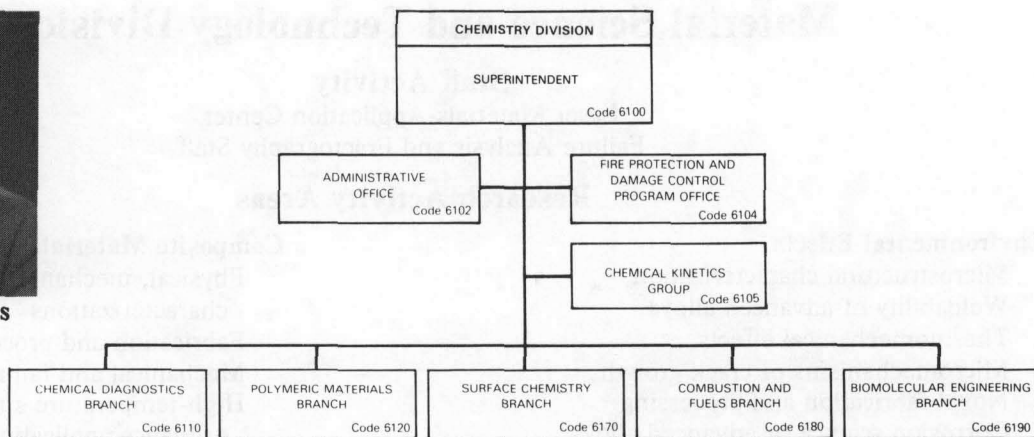 CHEMISTRY DIVISION
SUPERINTENDENT
Code 6100
ADMINISTRATIVE
OFFICE
Code 6102
FIRE PROTECTION AND
DAMAGE CONTROL
PROGRAM OFFICE
Code 6104
CHEMICAL KINETICS
GROUP
Code 6105
s
CHEMICAL DIAGNOSTICS
BRANCH
Code 6110
POLYMERIC MATERIALS
BRANCH
Code 6120
SURFACE CHEMISTRY
BRANCH
Code 6170
COMBUSTION AND
FUELS BRANCH
Code 6180
BIOMOLECULAR ENGINEERING
BRANCH
Code 6190